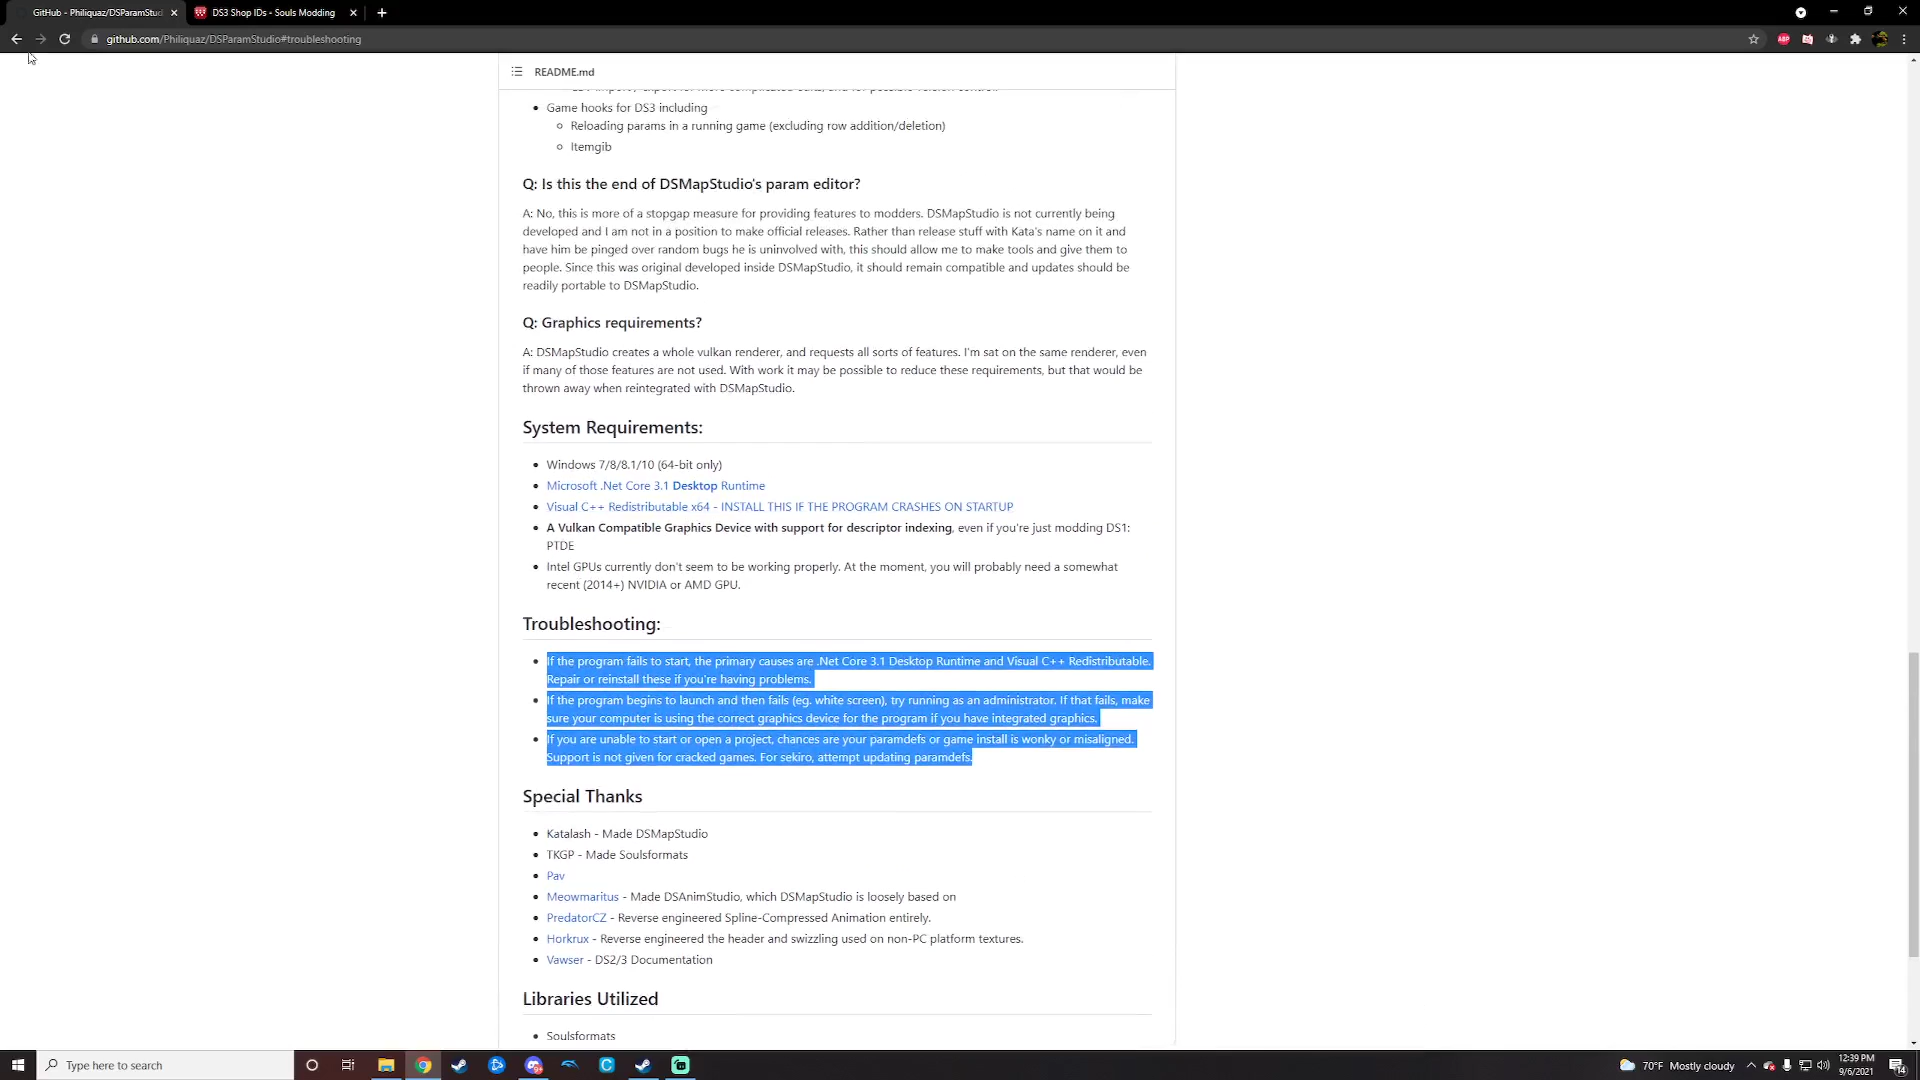 GitHub - Philiquaz/DSParamStud
DS3 Shop IDs - Souls Modding
github.com/Philiquaz/DSParamStudio#troubleshooting
README.md
Game hooks for DS3 including
Reloading params in a running game (excluding row addition/deletion)
Itemgib
Q: Is this the end of DSMapStudio's param editor?
A: No, this is more of a stopgap measure for providing features to modders. DSMapStudio is not currently being
developed and I am not in a position to make official releases. Rather than release stuff with Kata's name on it and
have him be pinged over random bugs he is uninvolved with, this should allow me to make tools and give them to
people. Since this was original developed inside DSMapStudio, it should remain compatible and updates should be
readily portable to DSMapStudio.
Q: Graphics requirements?
A: DSMapStudio creates a whole vulkan renderer, and requests all sorts of features. I'm sat on the same renderer, even
if many of those features are not used. With work it may be possible to reduce these requirements, but that would be
thrown away when reintegrated with DSMapStudio.
System Requirements:
Windows 7/8/8.1/10 (64-bit only)
Microsoft .Net Core 3.1 Desktop Runtime
Visual C++ Redistributable x64 - INSTALL THIS IF THE PROGRAM CRASHES ON STARTUP
A Vulkan Compatible Graphics Device with support for descriptor indexing, even if you're just modding DS1:
PTDE
Intel GPUs currently don't seem to be working properly. At the moment, you will probably need a somewhat
recent (2014+) NVIDIA or AMD GPU.
Troubleshooting:
If the program fails to start, the primary causes are .Net Core 3.1 Desktop Runtime and Visual C++ Redistributable.
Repair or reinstall these if you're having problems.
If the program begins to launch and then fails (eg. white screen), try running as an administrator. If that fails, make
sure your computer is using the correct graphics device for the program if you have integrated graphics.
If you are unable to start or open a project, chances are your paramdefs or game install is wonky or misaligned.
Support is not given for cracked games. For sekiro, attempt updating paramdefs.
Special Thanks
Katalash - Made DSMapStudio
TKGP - Made Soulsformats
Pav
Meowmaritus - Made DSAnimStudio, which DSMapStudio is loosely based on
PredatorCZ - Reverse engineered Spline-Compressed Animation entirely.
Horkrux - Reverse engineered the header and swizzling used on non-PC platform textures.
Vawser - DS2/3 Documentation
Libraries Utilized
Soulsformats
Type here to search
70°F Mostly cloudy
12:39 PM
9/6/2021